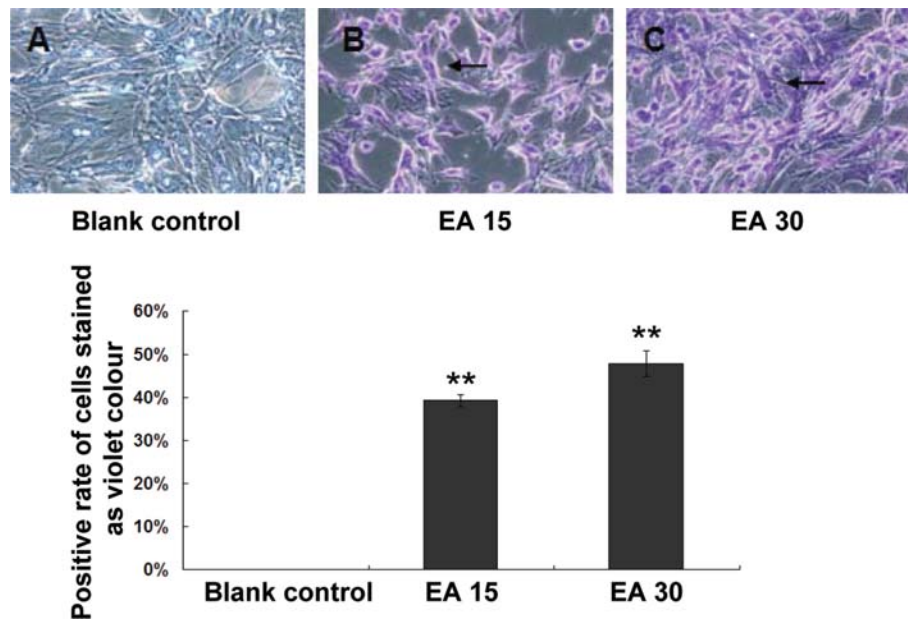 A
B
C
Blank control
EA 15
EA 30
Positive rate of cells stained
as violet colour
60%
50%
40%
30%
20%
10%
0%
**
**
Blank control
EA 15
EA 30